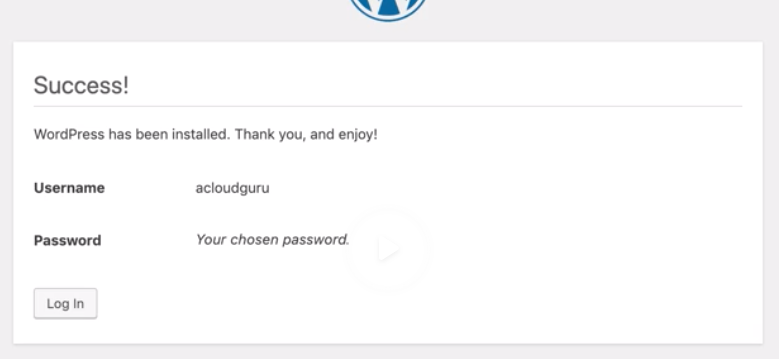 Success!
WordPress has been installed. Thank you, and enjoy!
Username acloudguru
Password Your chosen password.
Log In